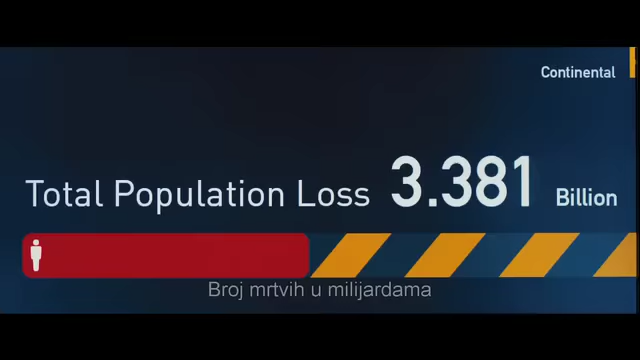 Continental
Total Population Loss 3.381 Billion
Broj mrtvih u milijardama